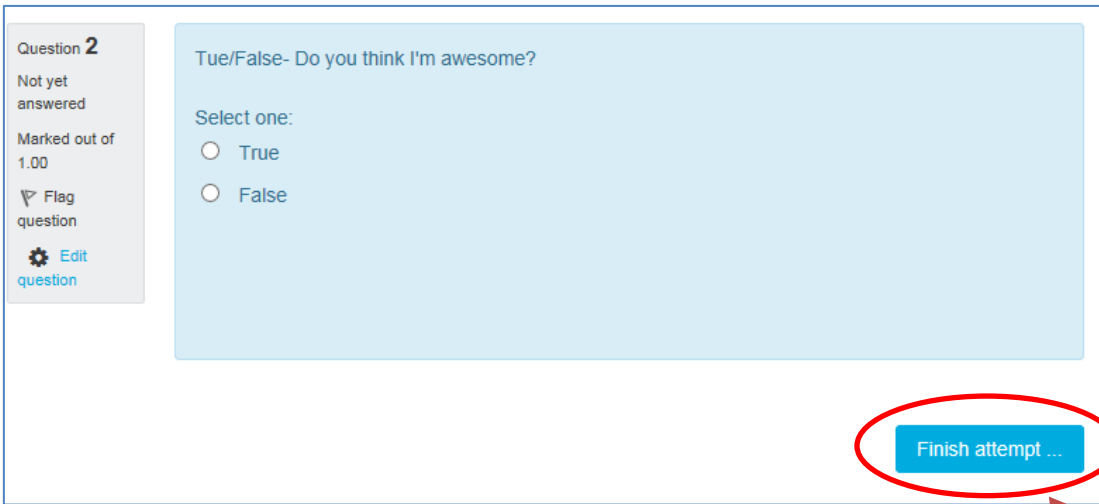 Question 2
Not yet
answered
Marked out of
1.00
Flag
question
Edit
question
Tue/False- Do you think I'm awesome?
Select one:
True
False
Finish attempt ...